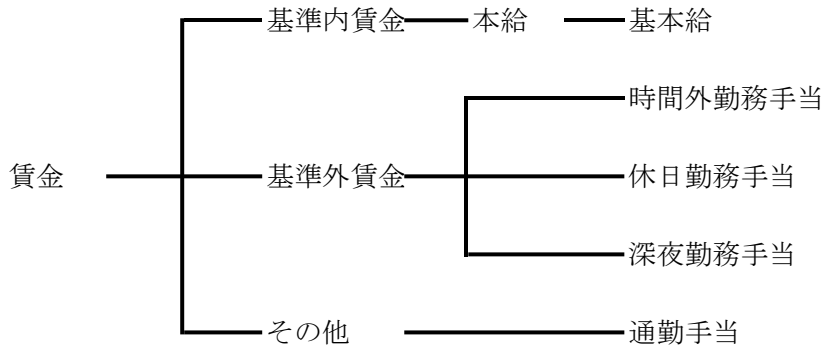 基準内賃金 本給 基本給
時間外勤務手当
賃金 基準外賃金 休日勤務手当
深夜勤務手当
その他 通勤手当